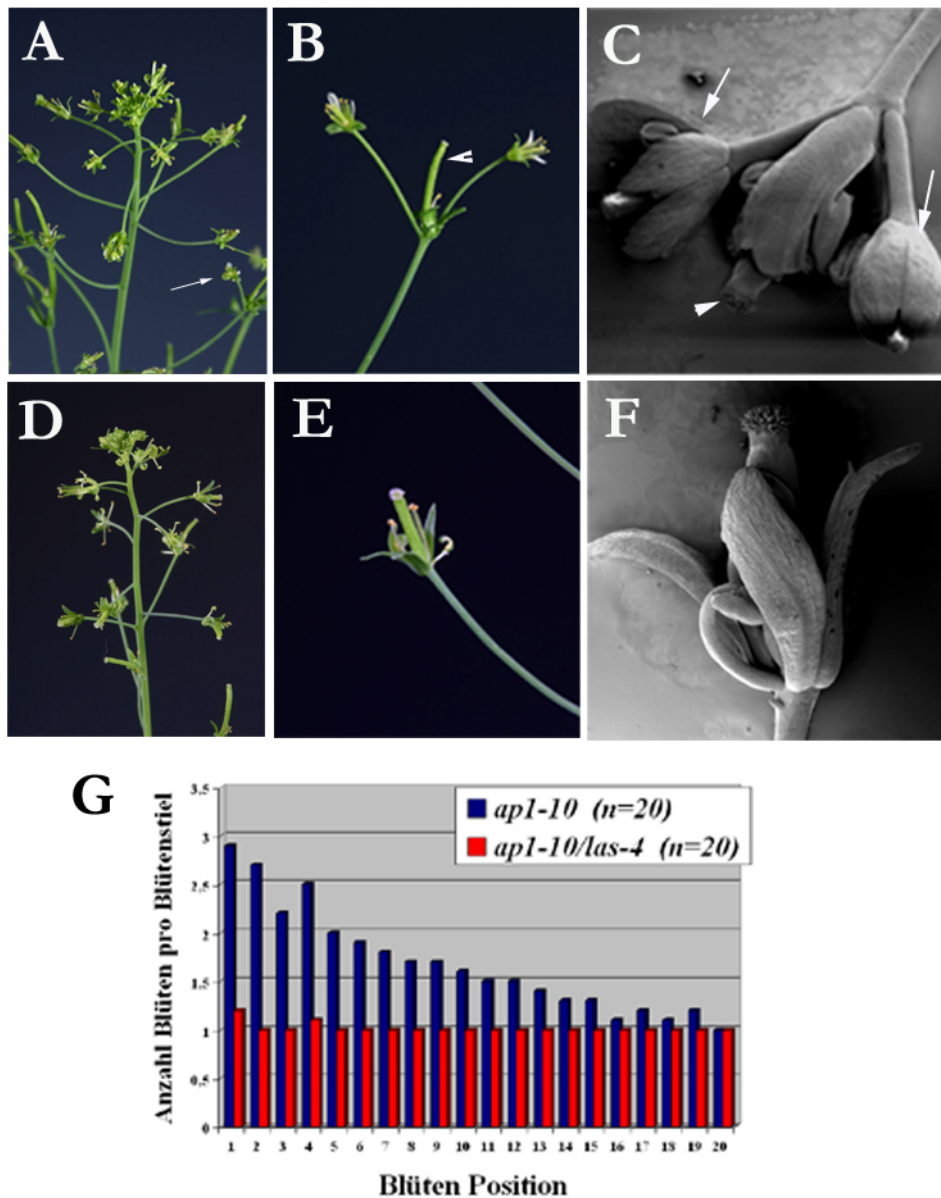 A
B
C
D
E
F
G
ap1-10 (n=20)
ap1-10/las-4 (n=20)
Anzahl Blüten pro Blütenstiel
3.5
3
2.5
2
1.5
1
0,5
0
1 2 3 4 5 6 7 8 9 10 11 12 13 14 15 16 17 18 19 20
Blüten Position